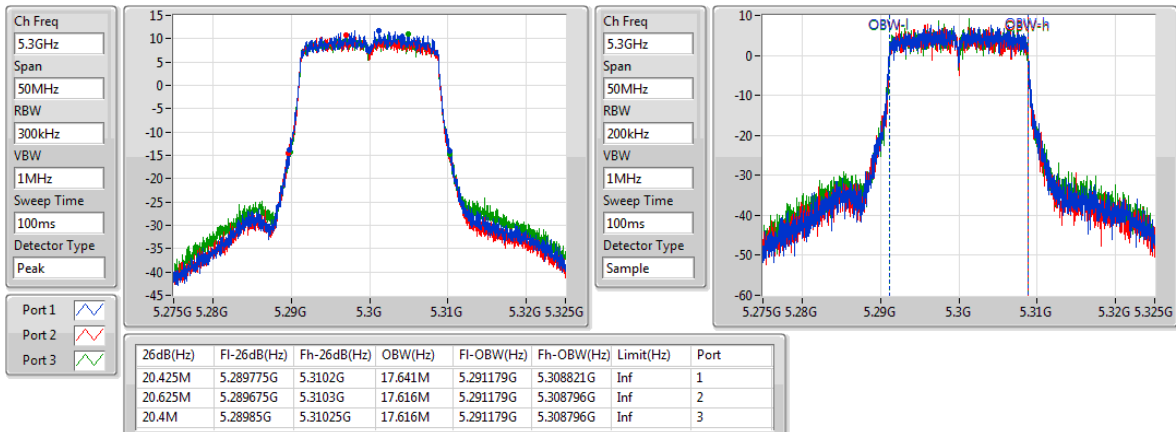 Ch Freq
5.3GHz
Span
50MHz
RBW
300kHz
VBW
1MHz
Sweep Time
100ms
Detector Type
Peak
Port 1
Port 2
Port 3
15
10
5
0
-5
-10
-15
-20
-25
-30
-35
-40
-45
5.275G 5.28G 5.29G 5.3G 5.31G 5.32G 5.325G
Ch Freq
5.3GHz
Span
50MHz
RBW
200kHz
VBW
1MHz
Sweep Time
100ms
Detector Type
Sample
OBW-l OBW-h
10
0
-10
-20
-30
-40
-50
-60
5.275G 5.28G 5.29G 5.3G 5.31G 5.32G 5.325G
26dB(Hz) Fl-26dB(Hz) Fh-26dB(Hz) OBW(Hz) Fl-OBW(Hz) Fh-OBW(Hz) Limit(Hz) Port
20.425M 5.289775G 5.3102G 17.641M 5.291179G 5.308821G Inf 1
20.625M 5.289675G 5.3103G 17.616M 5.291179G 5.308796G Inf 2
20.4M 5.28985G 5.31025G 17.616M 5.291179G 5.308796G Inf 3